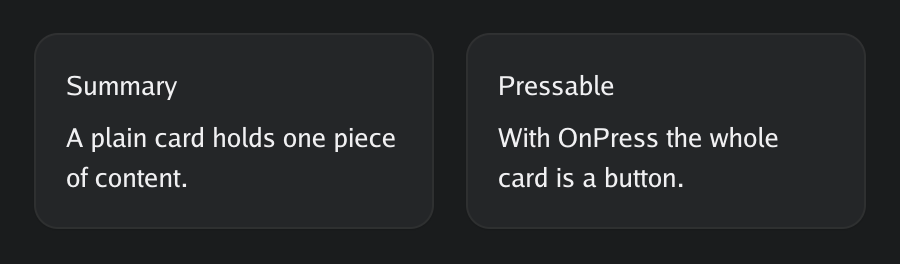 Summary
A plain card holds one piece
of content.
Pressable
With OnPress the whole
card is a button.